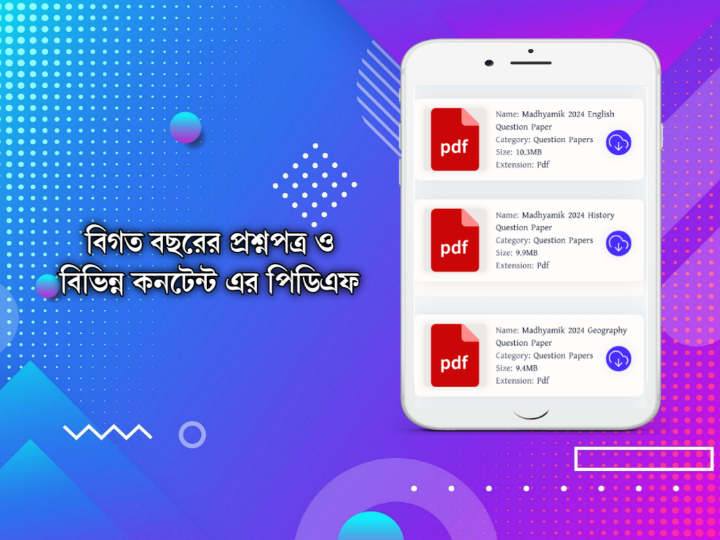 বিগত বছরের প্রশ্নপত্র ও
বিভিন্ন কনটেন্ট এর পিডিএফ
pdf
Name: Madhyamik 2024 English
Question Paper
Category: Question Papers
Size: 10.3MB
Extension: Pdf
pdf
Name: Madhyamik 2024 History
Question Paper
Category: Question Papers
Size: 9.9MB
Extension: Pdf
pdf
Name: Madhyamik 2024 Geography
Question Paper
Category: Question Papers
Size: 9.4MB
Extension: Pdf